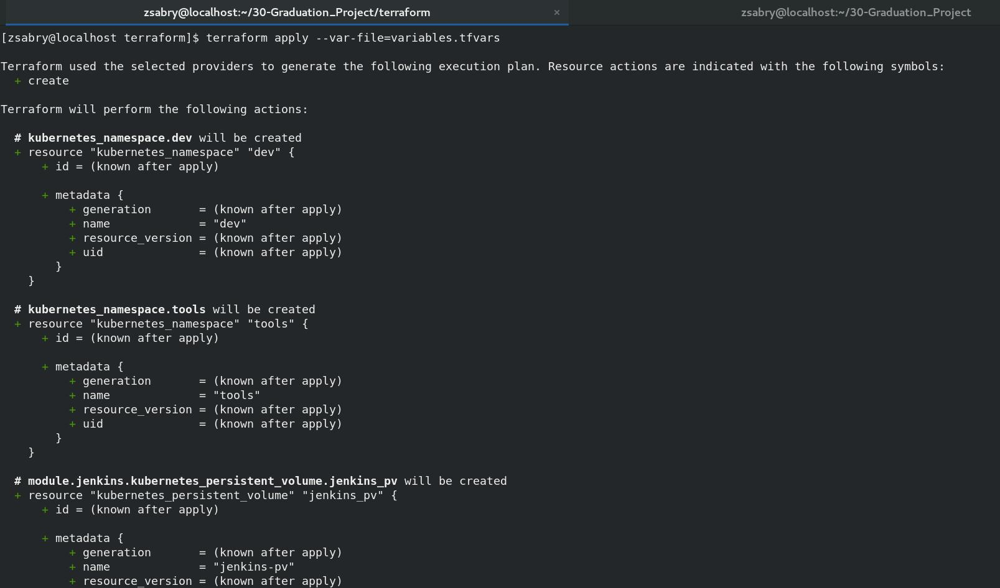 zsabry@localhost:~/30-Graduation_Project/terraform × zsabry@localhost:~/30-Graduation_Project
[zsabry@localhost terraform]$ terraform apply --var-file=variables.tfvars

Terraform used the selected providers to generate the following execution plan. Resource actions are indicated with the following symbols:
  + create

Terraform will perform the following actions:

  # kubernetes_namespace.dev will be created
  + resource "kubernetes_namespace" "dev" {
      + id = (known after apply)

      + metadata {
          + generation       = (known after apply)
          + name             = "dev"
          + resource_version = (known after apply)
          + uid              = (known after apply)
        }
    }

  # kubernetes_namespace.tools will be created
  + resource "kubernetes_namespace" "tools" {
      + id = (known after apply)

      + metadata {
          + generation       = (known after apply)
          + name             = "tools"
          + resource_version = (known after apply)
          + uid              = (known after apply)
        }
    }

  # module.jenkins.kubernetes_persistent_volume.jenkins_pv will be created
  + resource "kubernetes_persistent_volume" "jenkins_pv" {
      + id = (known after apply)

      + metadata {
          + generation       = (known after apply)
          + name             = "jenkins-pv"
          + resource_version = (known after apply)